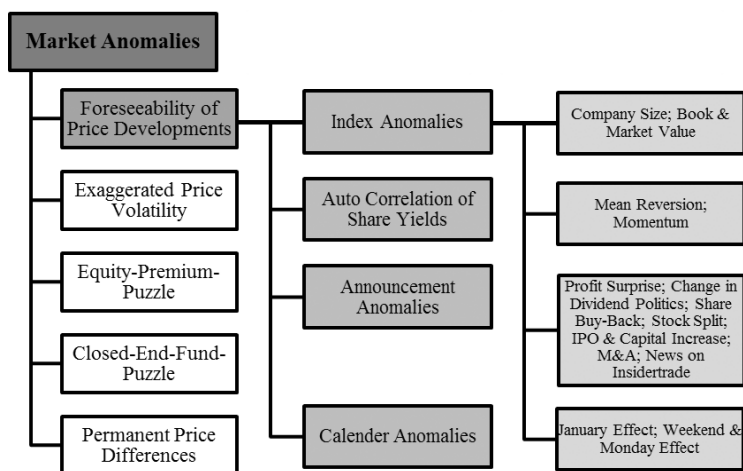 Market Anomalies
Foreseeability of
Price Developments
Exaggerated Price
Volatility
Equity-Premium-
Puzzle
Closed-End-Fund-
Puzzle
Permanent Price
Differences
Index Anomalies
Auto Correlation of
Share Yields
Announcement
Anomalies
Calender Anomalies
Company Size; Book &
Market Value
Mean Reversion;
Momentum
Profit Surprise; Change in
Dividend Politics; Share
Buy-Back; Stock Split;
IPO & Capital Increase;
M&A; News on
Insidertrade
January Effect; Weekend &
Monday Effect